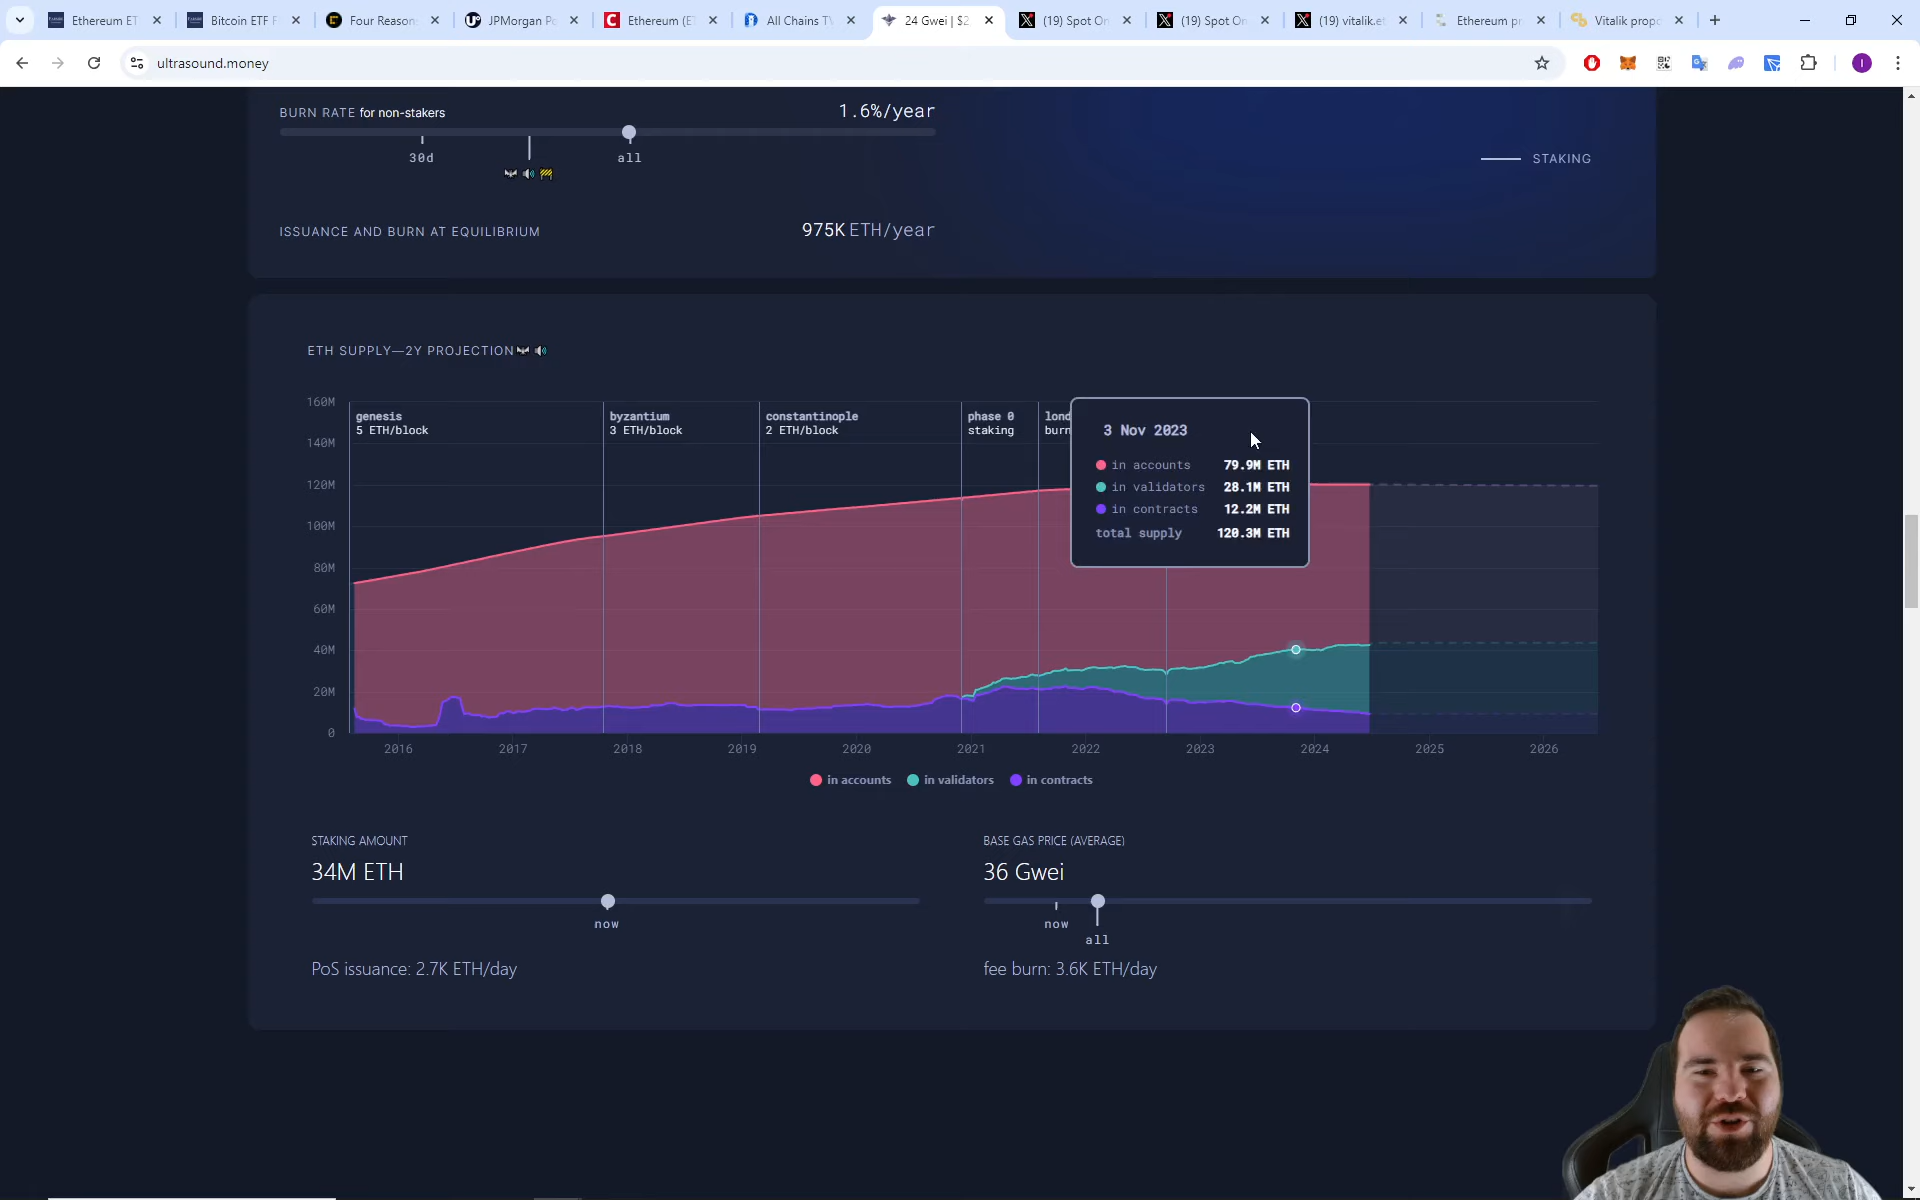 Ethereum ET
Bitcoin ETF F
Four Reason
JPMorgan Po
Ethereum (E
All Chains TV
24 Gwei | $2
(19) Spot On
(19) Spot On
(19) vitalik.et
Ethereum pr
Vitalik propo
ultrasound.money
BURN RATE for non-stakers
1.6%/year
30d
all
STAKING
ISSUANCE AND BURN AT EQUILIBRIUM
975K ETH/year
ETH SUPPLY—2Y PROJECTION
160M
140M
120M
100M
80M
60M
40M
20M
0
genesis
5 ETH/block
byzantium
3 ETH/block
constantinople
2 ETH/block
phase 0
staking
lond
burn
3 Nov 2023
in accounts 79.9M ETH
in validators 28.1M ETH
in contracts 12.2M ETH
total supply 120.3M ETH
2016
2017
2018
2019
2020
2021
2022
2023
2024
2025
2026
in accounts
in validators
in contracts
STAKING AMOUNT
34M ETH
now
PoS issuance: 2.7K ETH/day
BASE GAS PRICE (AVERAGE)
36 Gwei
now
all
fee burn: 3.6K ETH/day